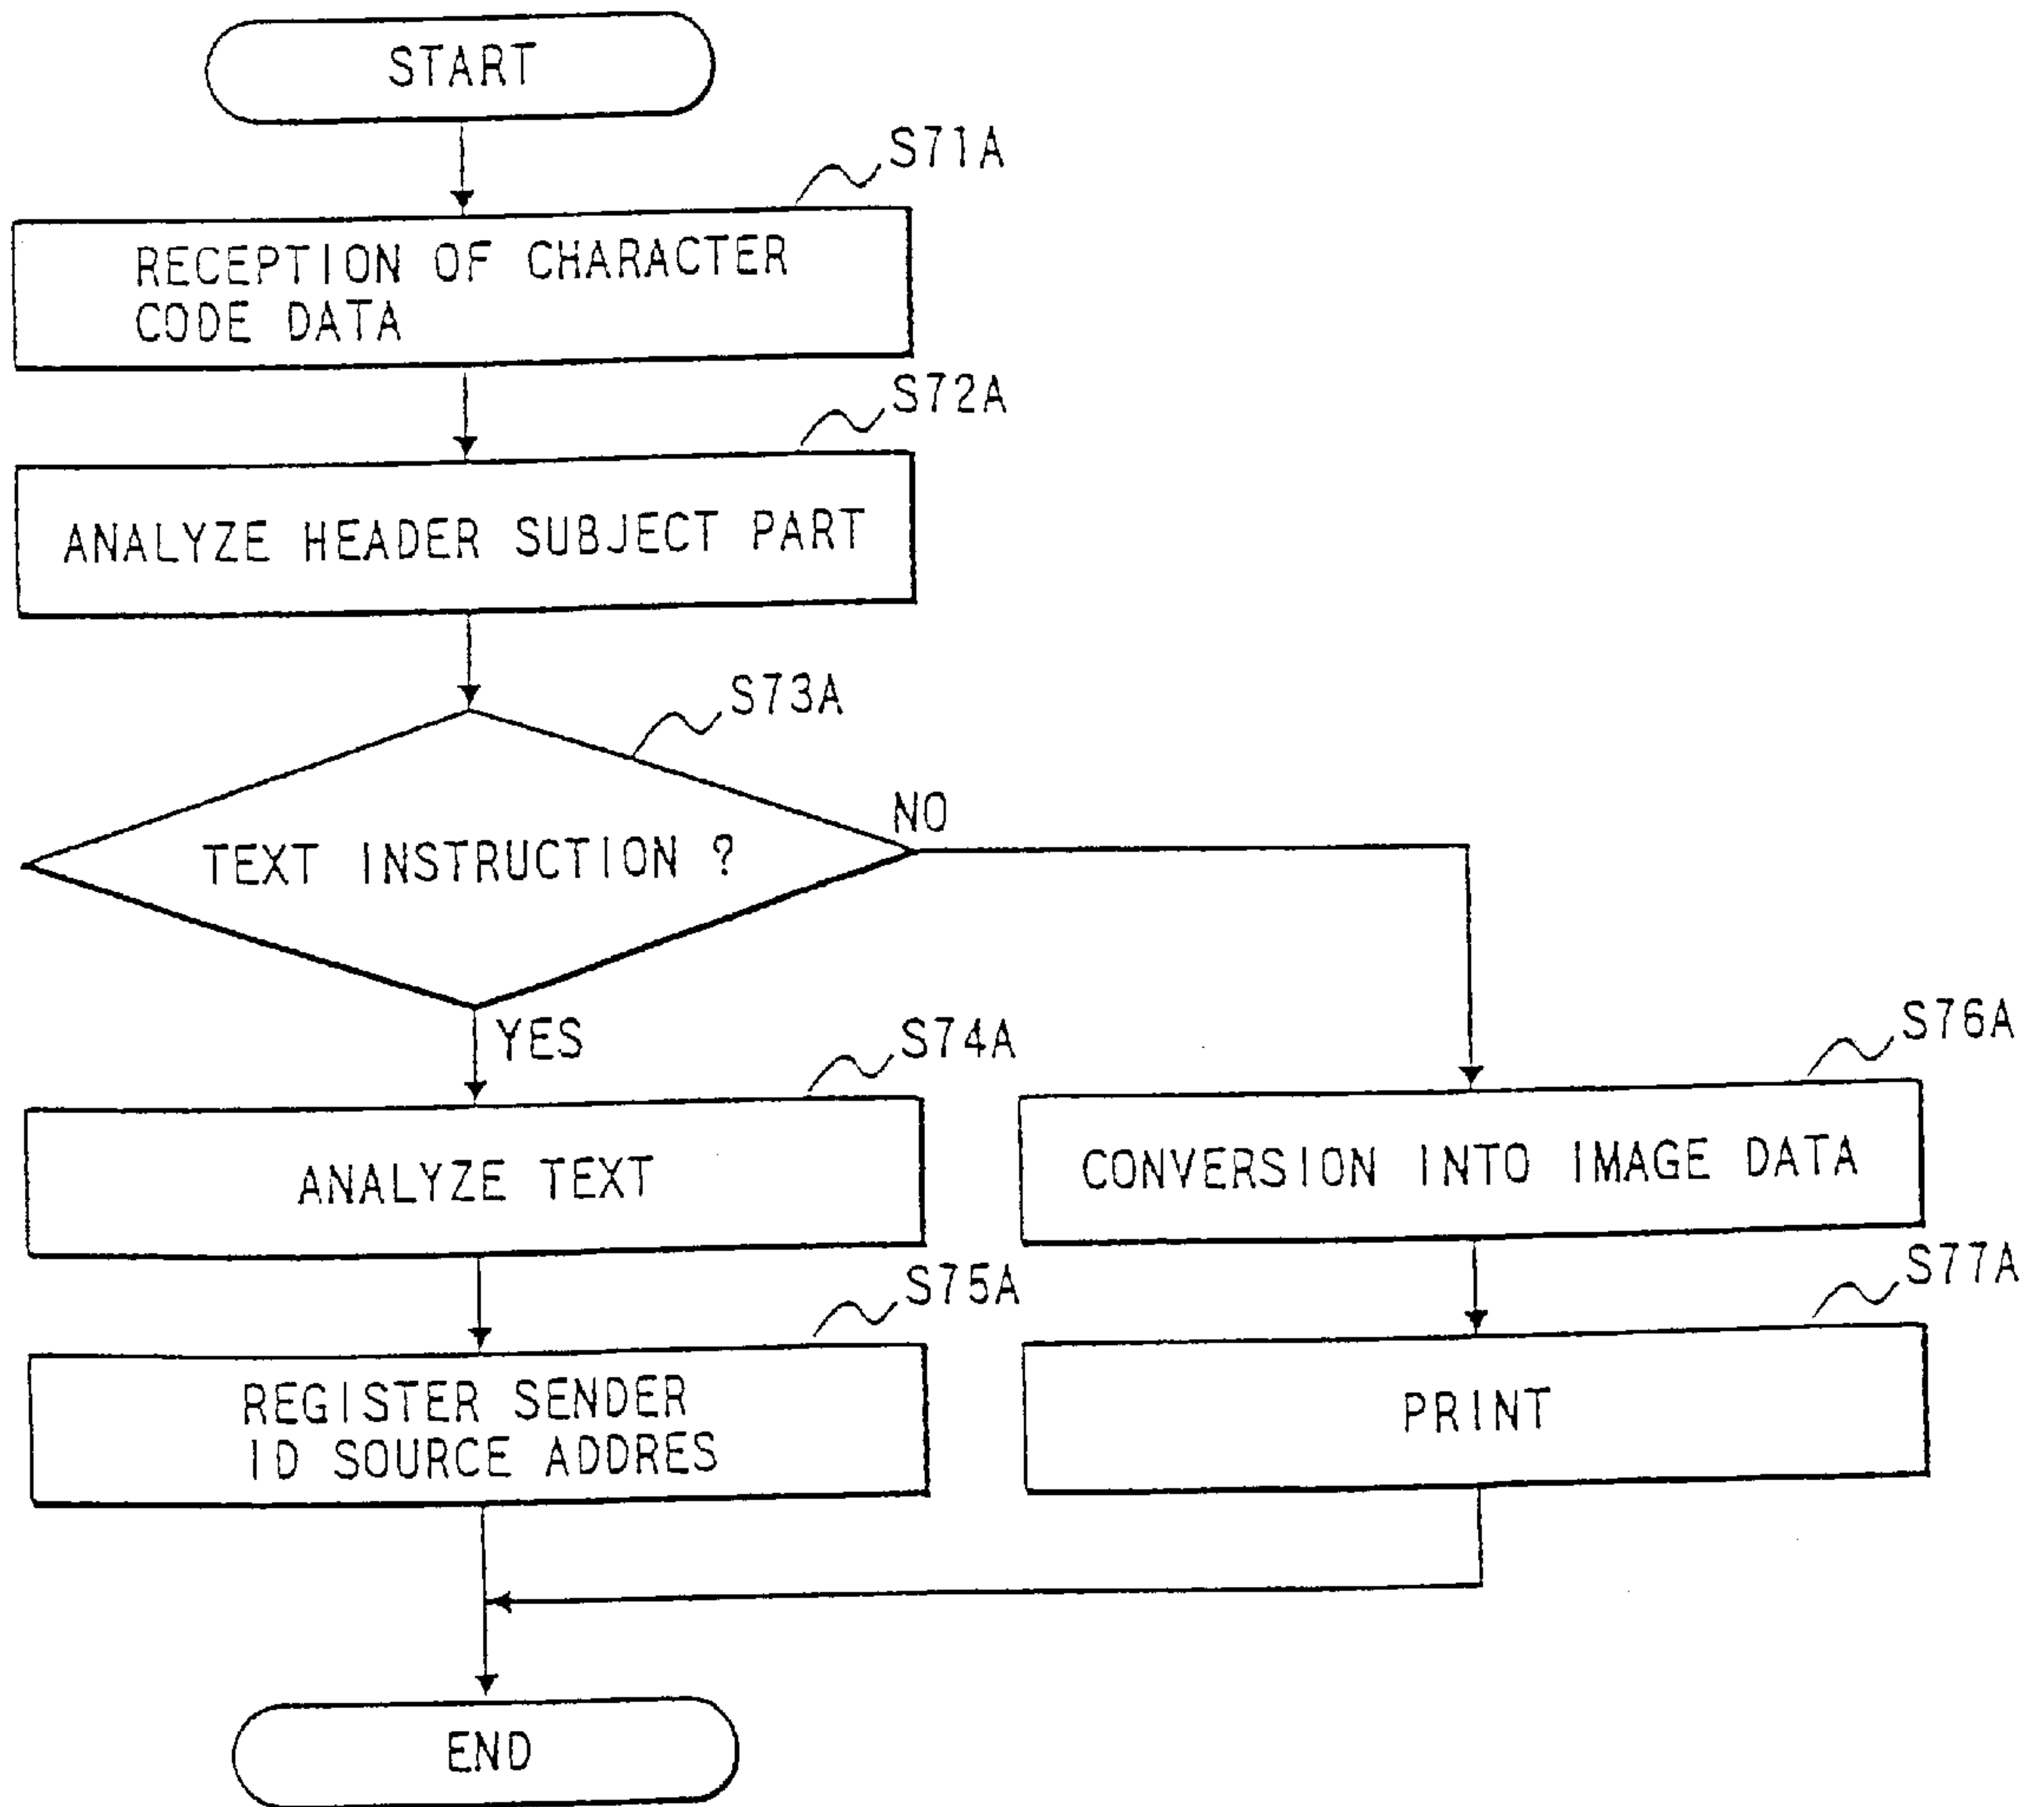 START
S71A
RECEPTION OF CHARACTER
CODE DATA
S72A
ANALYZE HEADER SUBJECT PART
S73A
TEXT INSTRUCTION ?
NO
YES
S74A
ANALYZE TEXT
S76A
CONVERSION INTO IMAGE DATA
S75A
REGISTER SENDER
ID SOURCE ADDRES
S77A
PRINT
END